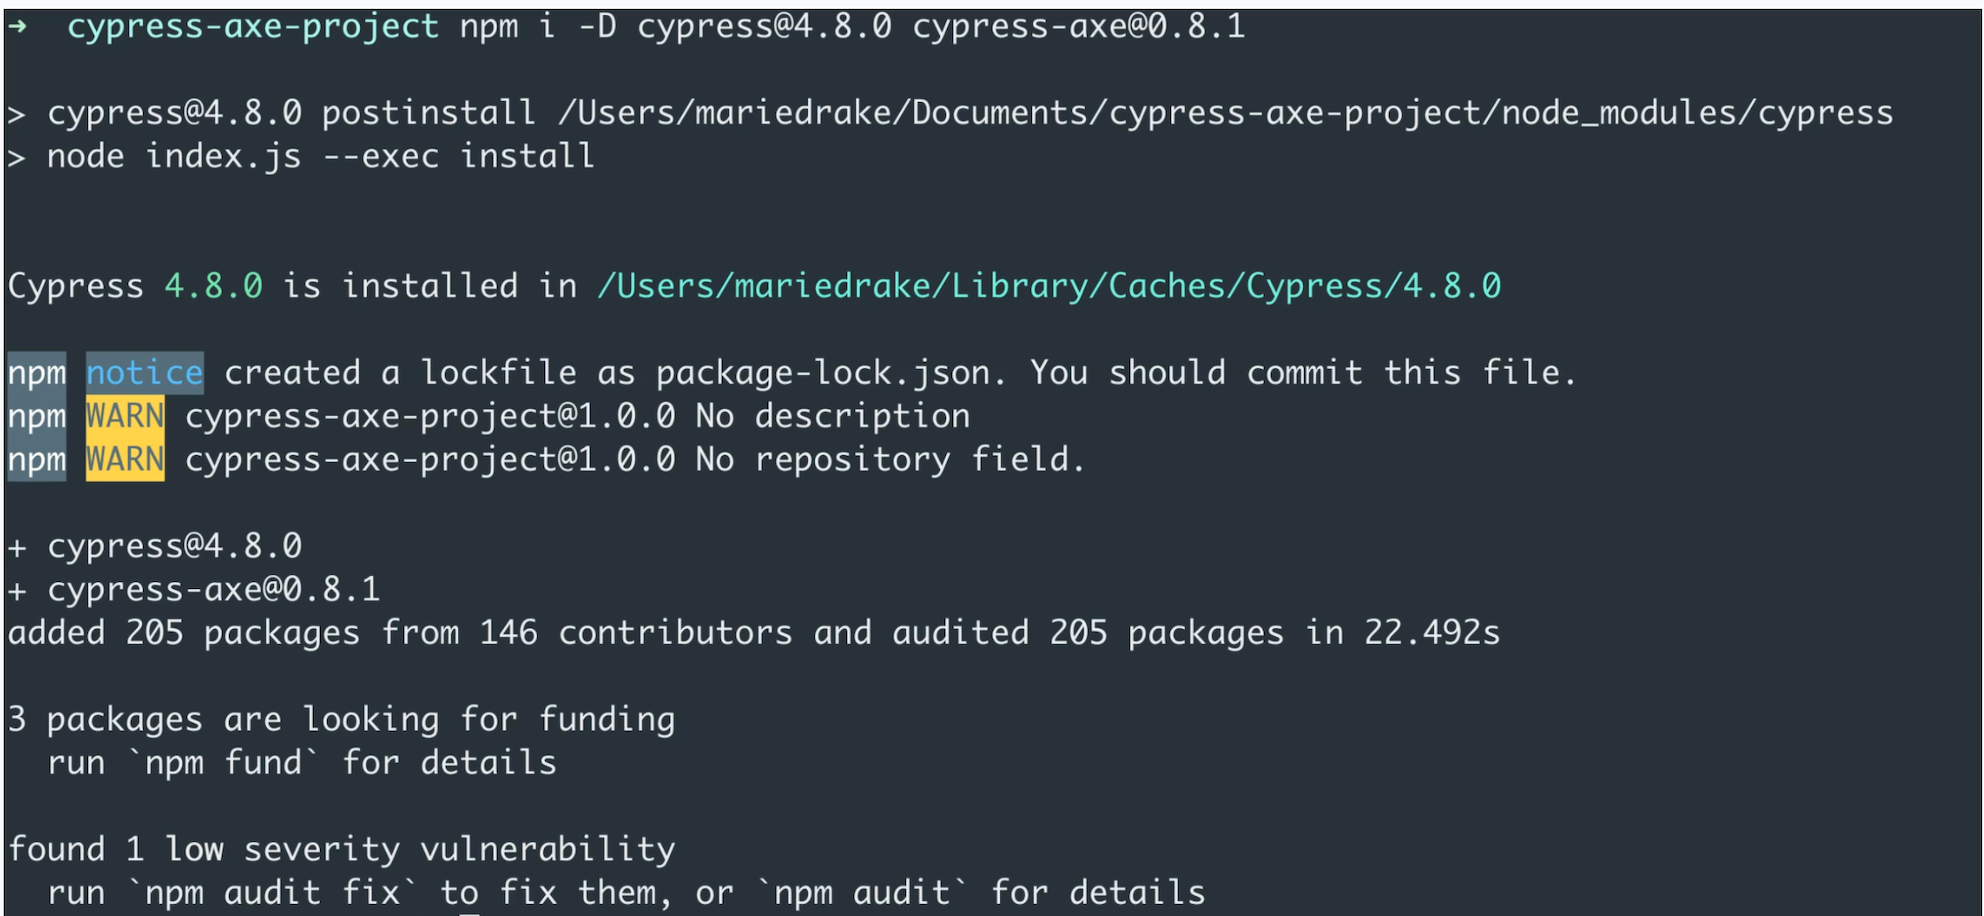 →  cypress-axe-project npm i -D cypress@4.8.0 cypress-axe@0.8.1
> cypress@4.8.0 postinstall /Users/mariedrake/Documents/cypress-axe-project/node_modules/cypress
> node index.js --exec install
Cypress 4.8.0 is installed in /Users/mariedrake/Library/Caches/Cypress/4.8.0
npm notice created a lockfile as package-lock.json. You should commit this file.
npm WARN cypress-axe-project@1.0.0 No description
npm WARN cypress-axe-project@1.0.0 No repository field.
+ cypress@4.8.0
+ cypress-axe@0.8.1
added 205 packages from 146 contributors and audited 205 packages in 22.492s
3 packages are looking for funding
  run `npm fund` for details
found 1 low severity vulnerability
  run `npm audit fix` to fix them, or `npm audit` for details